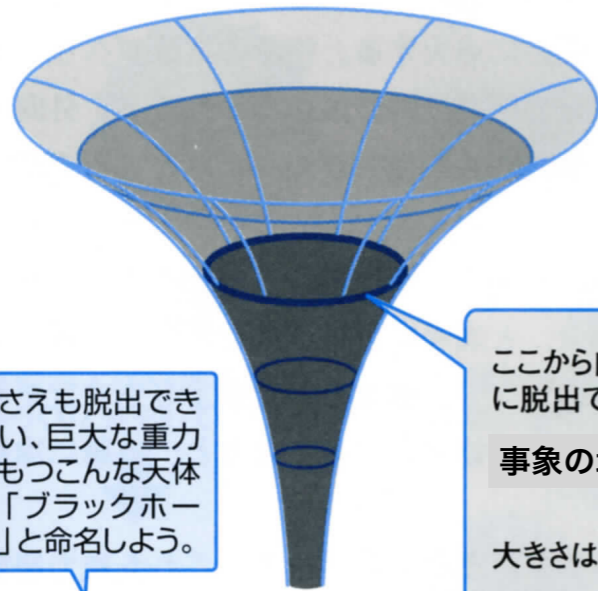 さえも脱出でき
い、巨大な重力
もつこんな天体
「ブラックホー
」と命名しよう。
ここから
に脱出で
事象の
大きさは